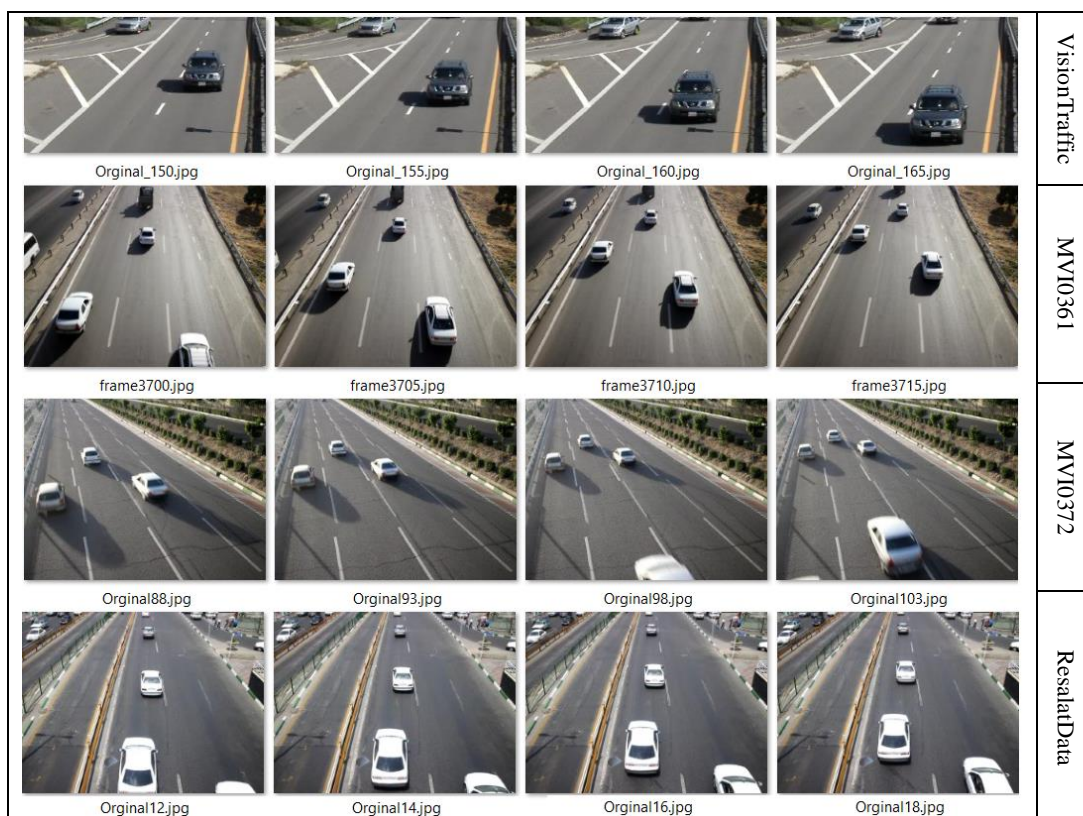 Orginal_150.jpg Orginal_155.jpg Orginal_160.jpg Orginal_165.jpg
VisionTraffic
frame3700.jpg frame3705.jpg frame3710.jpg frame3715.jpg
MVI0361
Orginal88.jpg Orginal93.jpg Orginal98.jpg Orginal103.jpg
MVI0372
Orginal12.jpg Orginal14.jpg Orginal16.jpg Orginal18.jpg
ResalatData